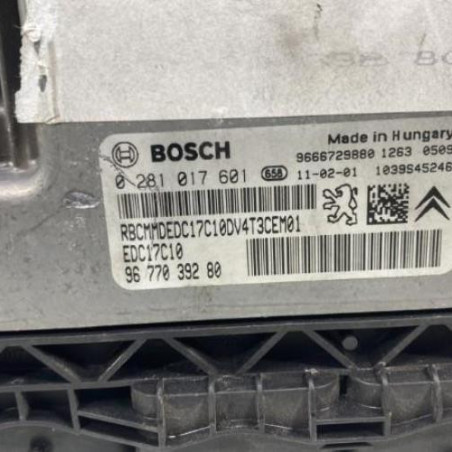 BOSCH
Made in Hungary
9666729880 1263 0509
0 281 017 601 658 11-02-01 1039S45246
RBCMMDEDC17C10DV4T3CEM01
EDC17C10
96 770 392 80